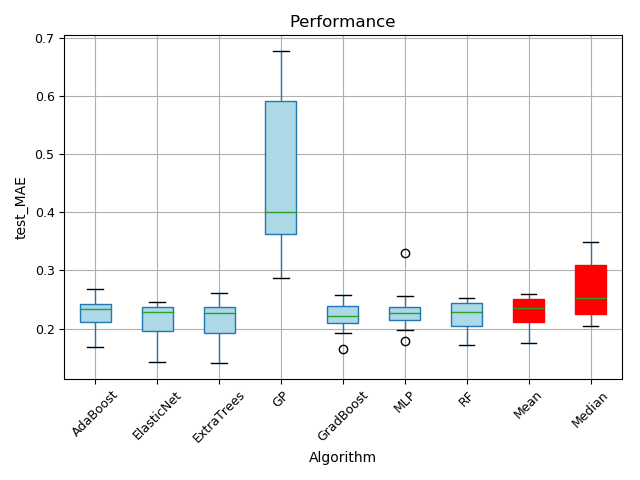 Performance
test_MAE
0.7
0.6
0.5
0.4
0.3
0.2
AdaBoost
ElasticNet
ExtraTrees
GP
GradBoost
MLP
RF
Mean
Median
Algorithm